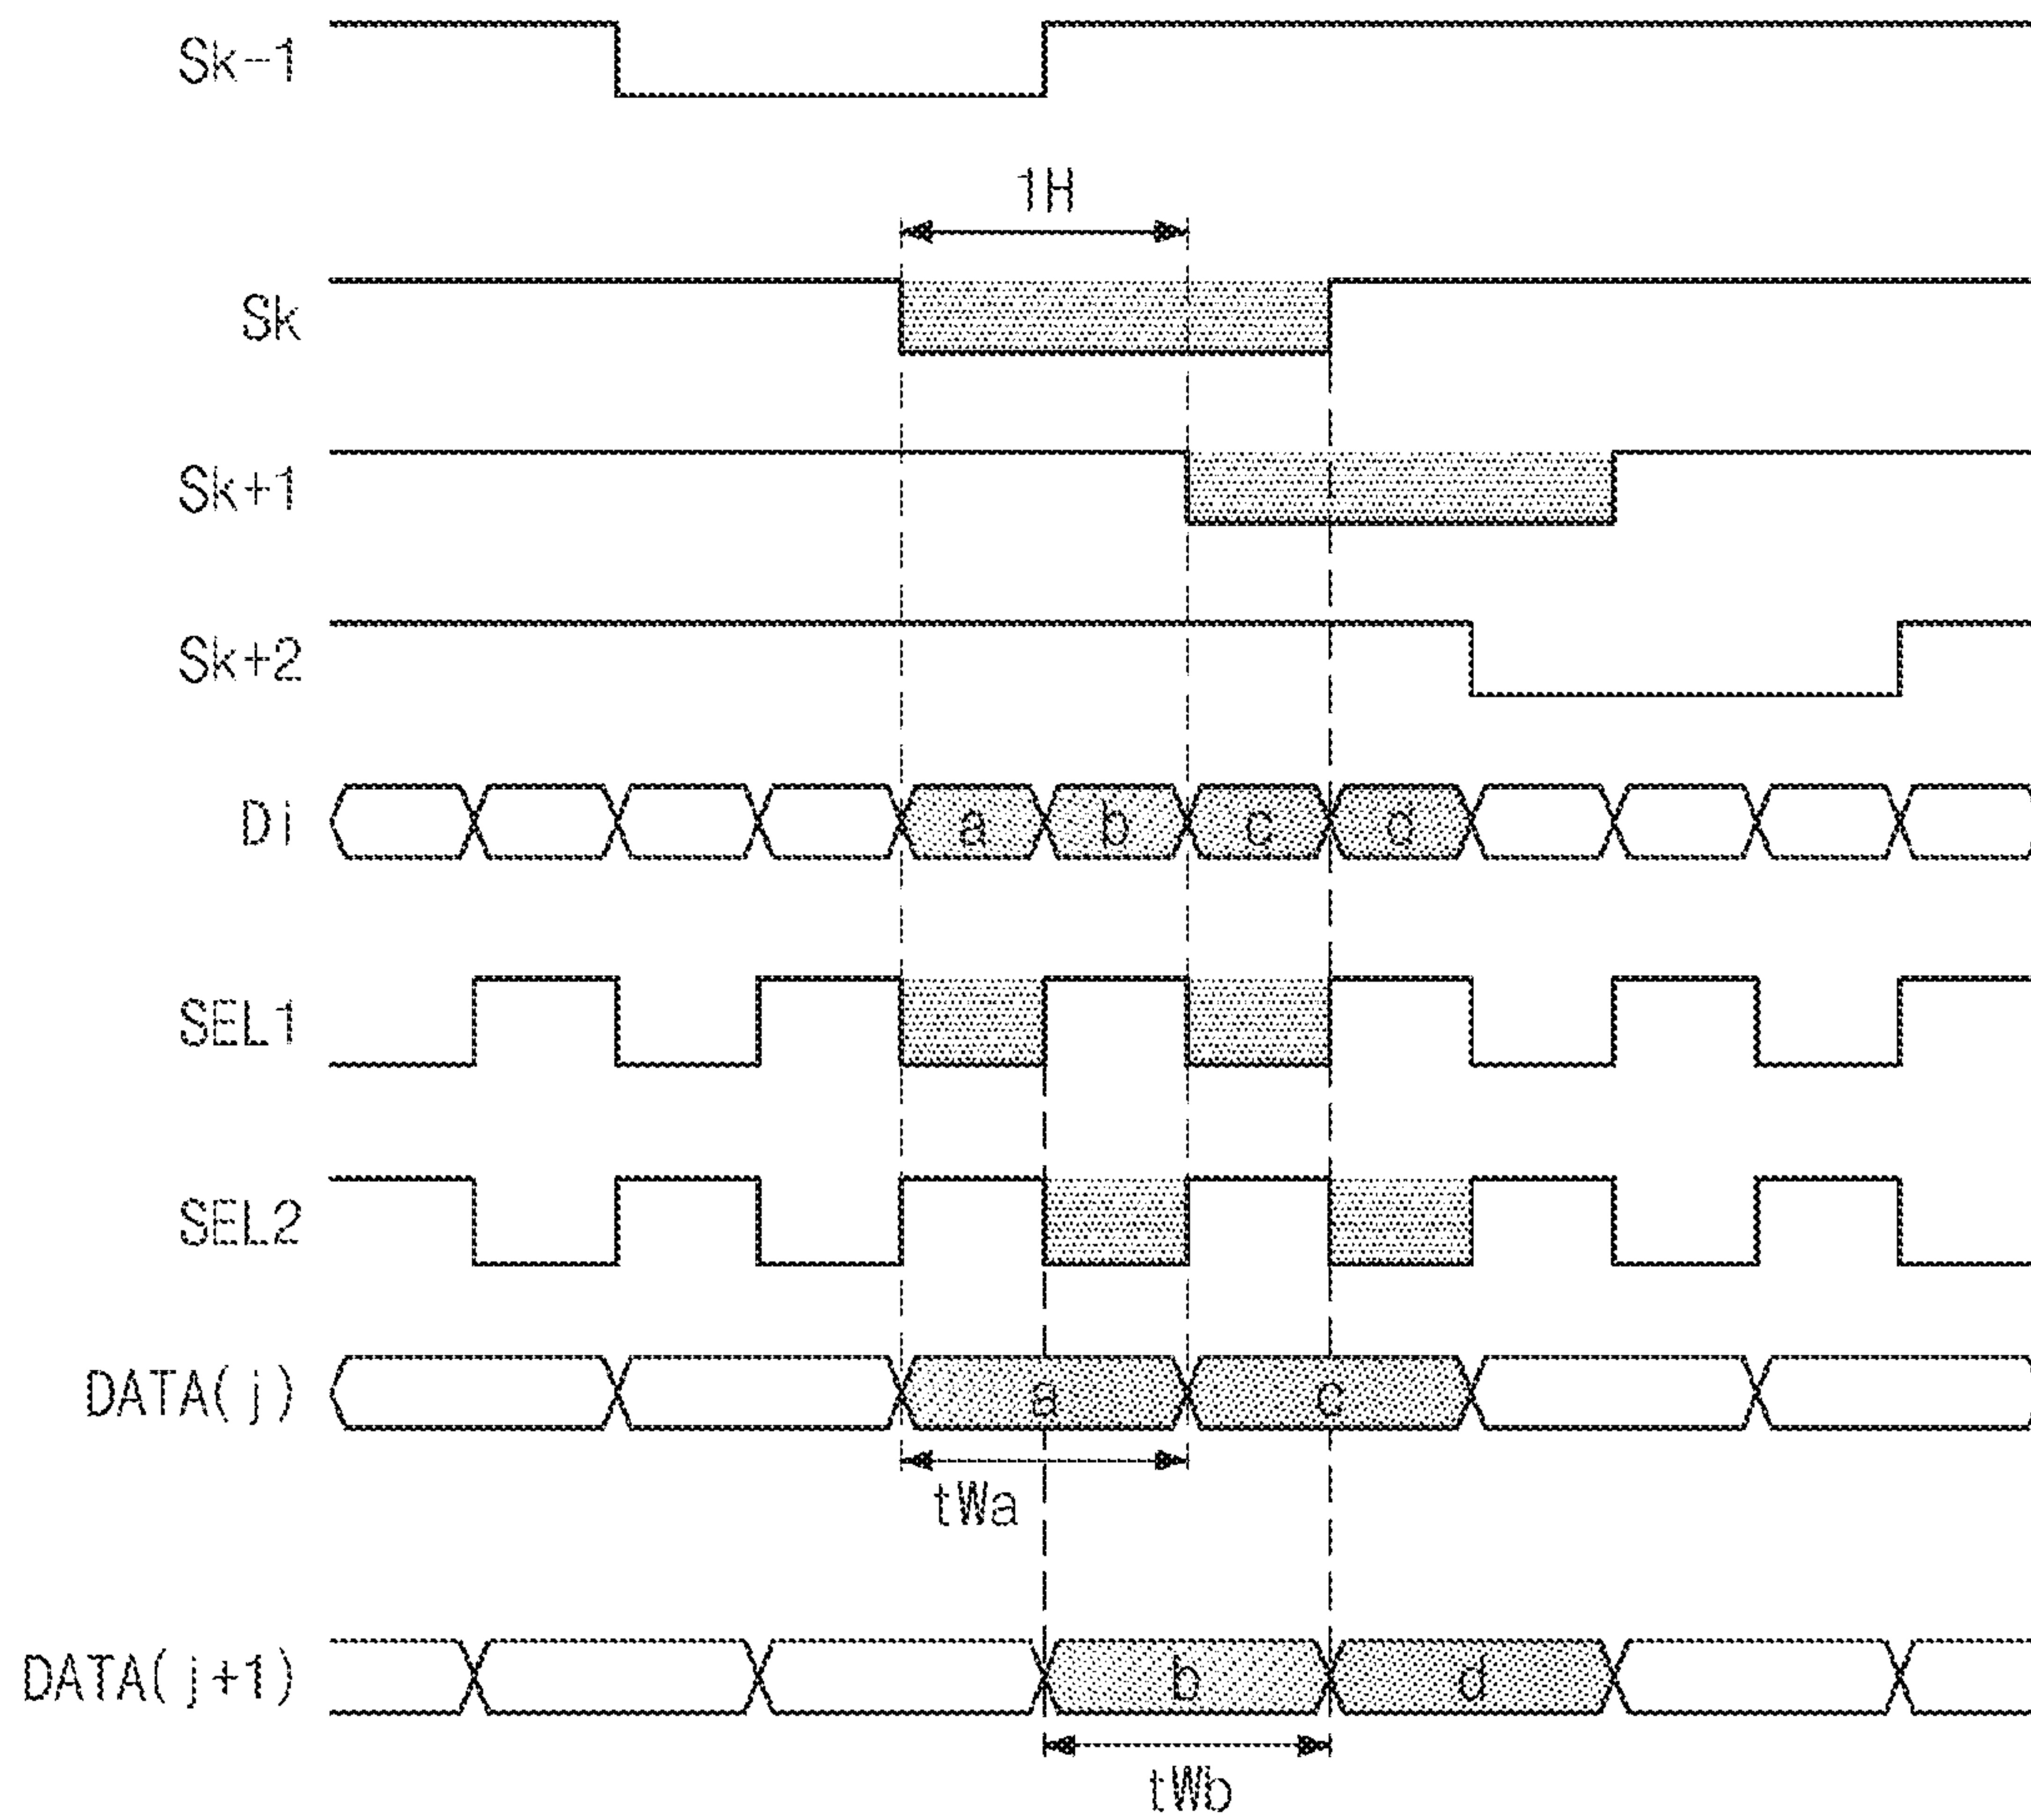 Sk-1
1H
Sk
Sk+1
Sk+2
Di a b c d
SEL1
SEL2
DATA(j) a c
tWa
DATA(j+1) b d
tWb